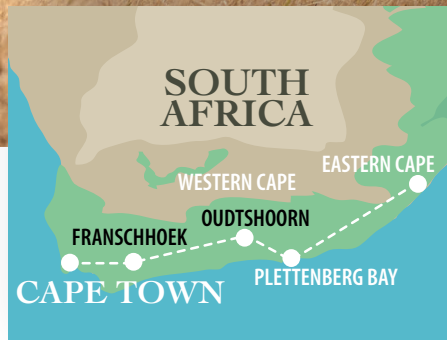 SOUTH
AFRICA
EASTERN CAPE
WESTERN CAPE
OUDTSHOORN
FRANSCHHOEK
PLETTENBERG BAY
CAPE TOWN